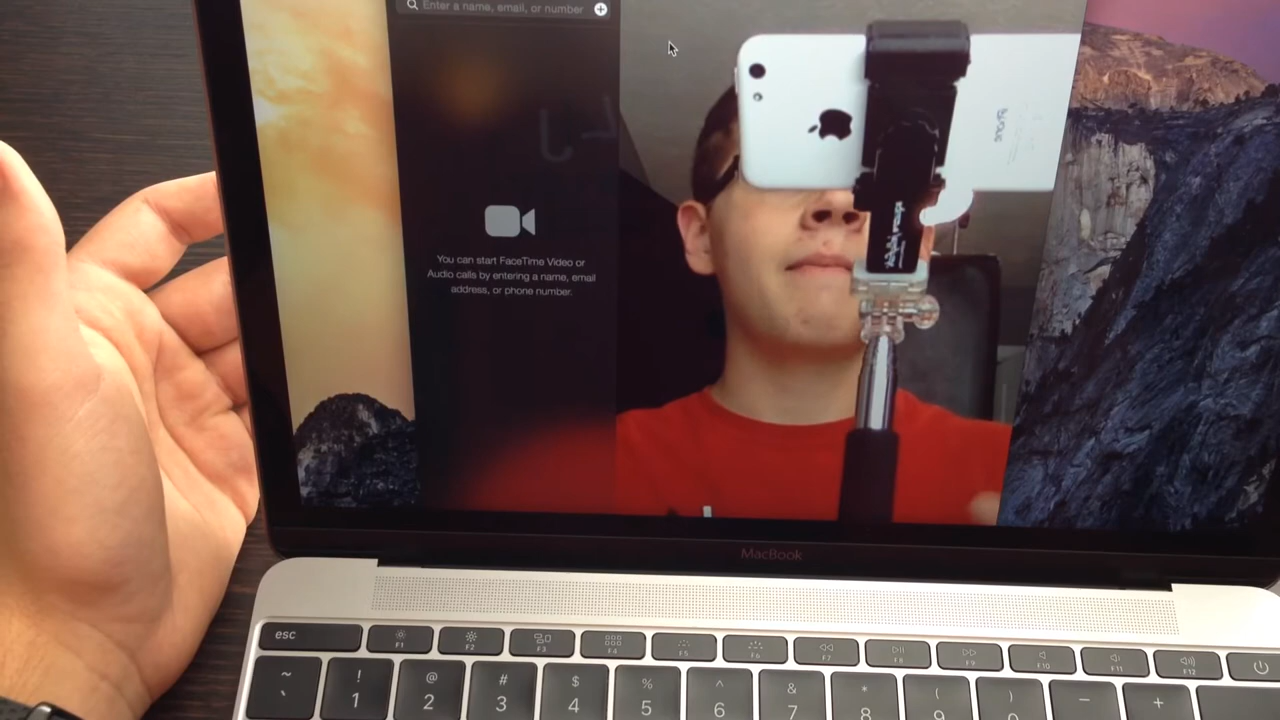 Enter a name, email, or number
You can start FaceTime Video or
Audio calls by entering a name, email
address, or phone number.
MacBook
esc
F1 F2 F3 F4 F5 F6 F7 F8 F9 F10 F11 F12
~ ! @ # $ % ^ & * ( ) − +
` 1 2 3 4 5 6 7 8 9 0